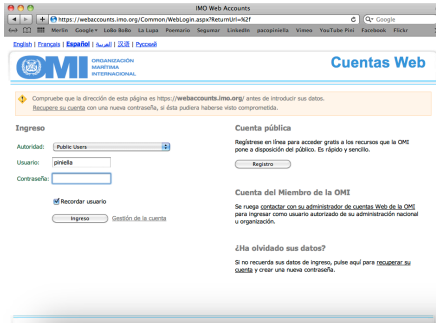 IMO Web Accounts
https://webaccounts.imo.org/Common/WebLogin.aspx?ReturnUrl=%2f
Google
Merlin Google LoBo BoBo La Lupa Poemario Segumar LinkedIn pacopiniella Vimeo YouTube Pini Facebook Flickr
English | Français | Español | العربية | 汉语 | Русский
OMI ORGANIZACIÓN
MARÍTIMA
INTERNACIONAL
Cuentas Web
Compruebe que la dirección de esta página es https://webaccounts.imo.org/ antes de introducir sus datos.
Recupere su cuenta con una nueva contraseña, si ésta pudiera haberse visto comprometida.
Ingreso
Autoridad: Public Users
Usuario: piniella
Contraseña:
Recordar usuario
Ingreso Gestión de la cuenta
Cuenta pública
Regístrese en línea para acceder gratis a los recursos que la OMI
pone a disposición del público. Es rápido y sencillo.
Registro
Cuenta del Miembro de la OMI
Se ruega contactar con su administrador de cuentas Web de la OMI
para ingresar como usuario autorizado de su administración nacional
u organización.
¿Ha olvidado sus datos?
Si no recuerda sus datos de ingreso, pulse aquí para recuperar su
cuenta y crear una nueva contraseña.